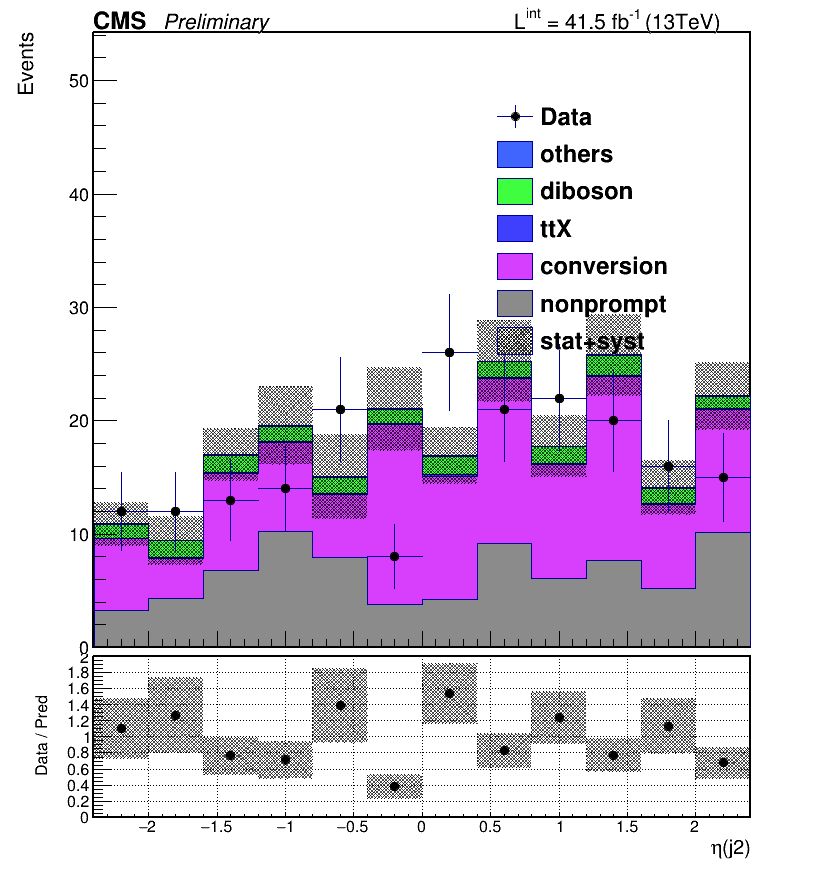 CMS Preliminary L^int = 41.5 fb^-1 (13TeV)
Events
50
40
30
20
10
0
Data
others
diboson
ttX
conversion
nonprompt
stat+syst
Data / Pred
2
1.8
1.6
1.4
1.2
1
0.8
0.6
0.4
0.2
0
−2 −1.5 −1 −0.5 0 0.5 1 1.5 2
η(j2)